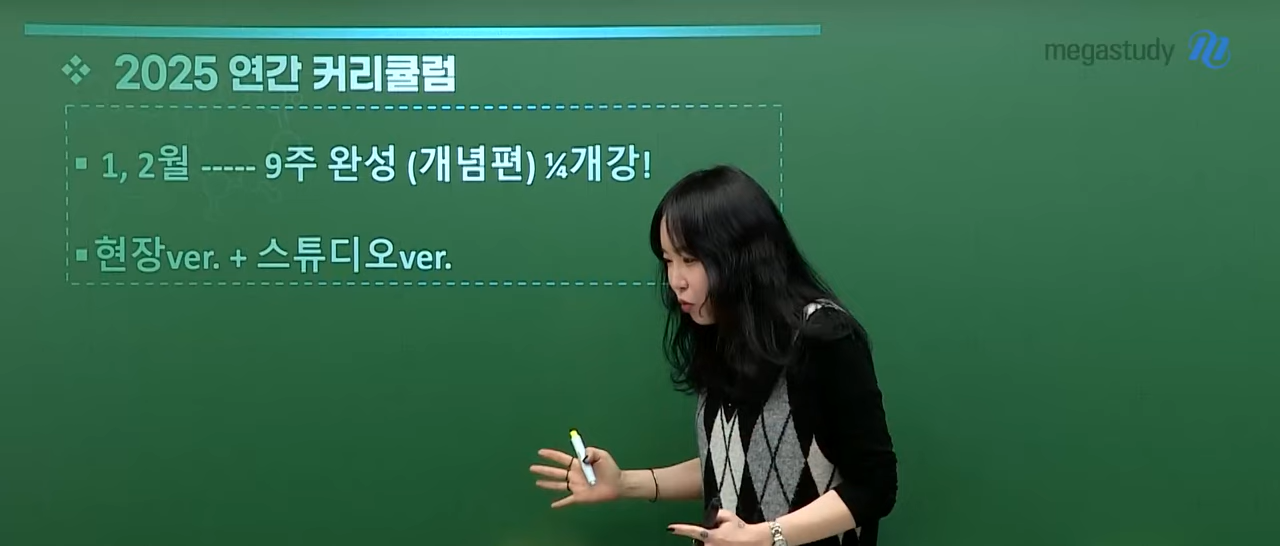 megastudy
❖ 2025 연간 커리큘럼
▪ 1, 2월 ----- 9주 완성 (개념편) ¼개강!
▪ 현장ver. + 스튜디오ver.